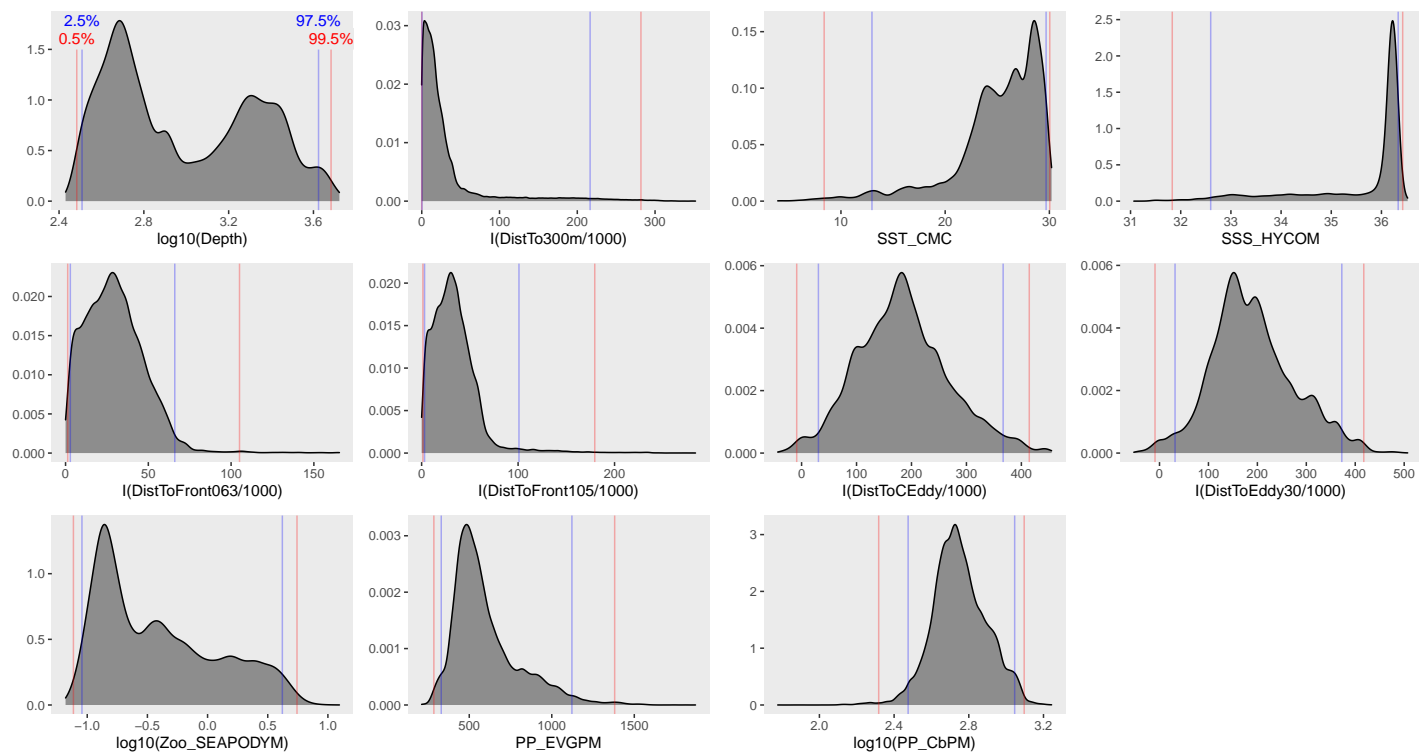 2.5% 97.5%
0.5% 99.5%
1.5
1.0
0.5
0.0
2.4 2.8 3.2 3.6
log10(Depth)
0.03
0.02
0.01
0.00
0 100 200 300
I(DistTo300m/1000)
0.15
0.10
0.05
0.00
10 20 30
SST_CMC
2.5
2.0
1.5
1.0
0.5
0.0
31 32 33 34 35 36
SSS_HYCOM
0.020
0.015
0.010
0.005
0.000
0 50 100 150
I(DistToFront063/1000)
0.020
0.015
0.010
0.005
0.000
0 100 200
I(DistToFront105/1000)
0.006
0.004
0.002
0.000
0 100 200 300 400
I(DistToCEddy/1000)
0.006
0.004
0.002
0.000
0 100 200 300 400 500
I(DistToEddy30/1000)
1.0
0.5
0.0
−1.0 −0.5 0.0 0.5 1.0
log10(Zoo_SEAPODYM)
0.003
0.002
0.001
0.000
500 1000 1500
PP_EVGPM
3
2
1
0
2.0 2.4 2.8 3.2
log10(PP_CbPM)